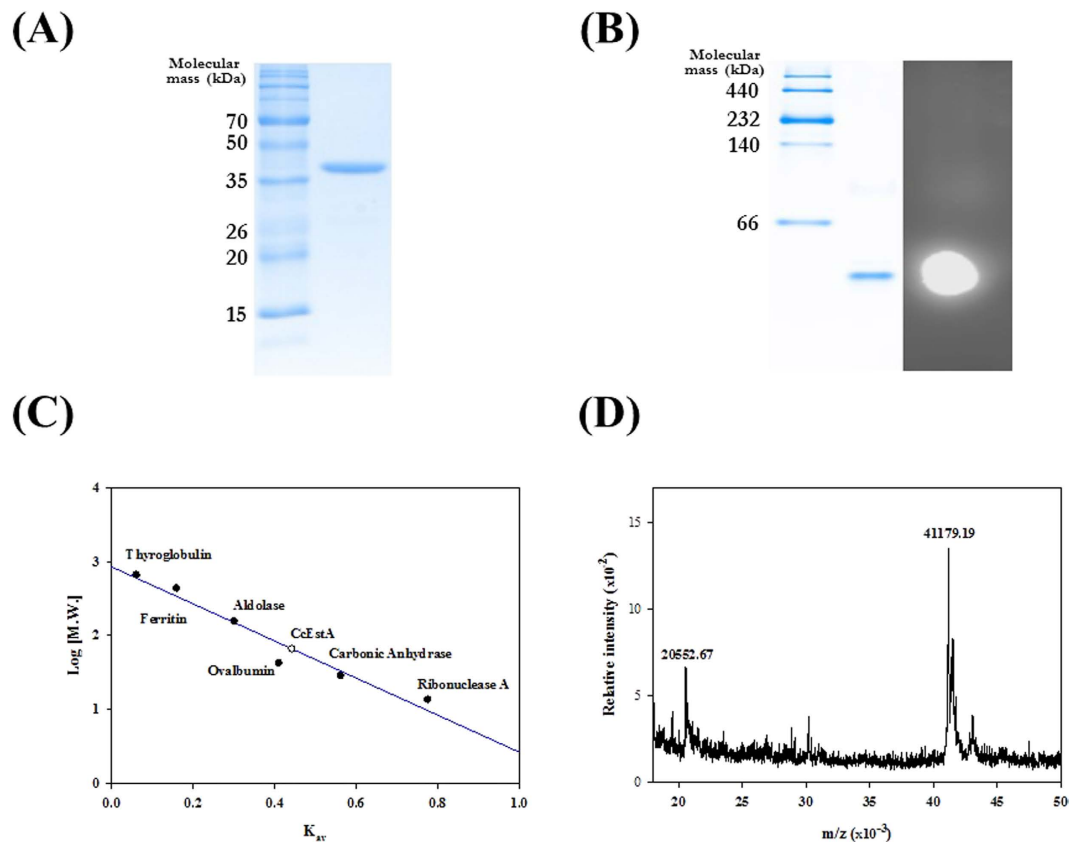 (A)
Molecular
mass (kDa)
70
50
35
26
20
15
(B)
Molecular
mass (kDa)
440
232
140
66
(C)
4
3
2
1
0
Log [M.W.]
Thyroglobulin
Ferritin
Aldolase
CcEstA
Ovalbumin
Carbonic Anhydrase
Ribonuclease A
0.0 0.2 0.4 0.6 0.8 1.0
Kav
(D)
15
10
5
0
Relative intensity (x10⁻²)
20552.67
41179.19
20 25 30 35 40 45 50
m/z (x10⁻³)